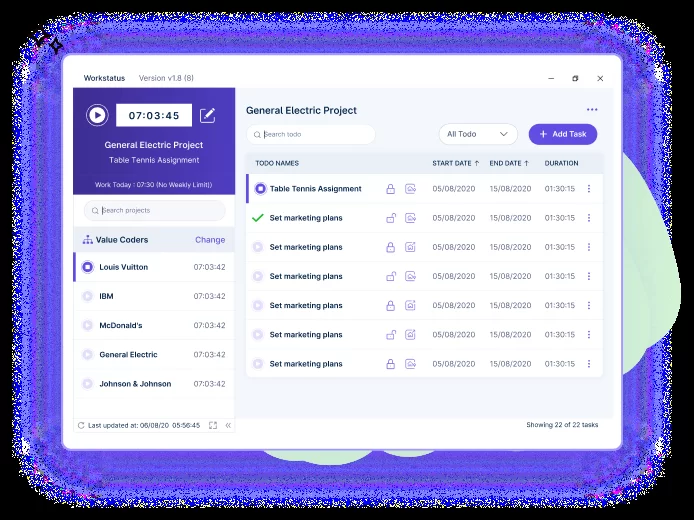 Workstatus Version v1.8 (8)
07:03:45
General Electric Project
Table Tennis Assignment
Work Today : 07:30 (No Weekly Limit))
Search projects
Value Coders Change
Louis Vuitton 07:03:42
IBM 07:03:42
McDonald's 07:03:42
General Electric 07:03:42
Johnson & Johnson 07:03:42
Last updated at: 06/08/20 05:56:45
General Electric Project
Search todo All Todo + Add Task
TODO NAMES START DATE ↑ END DATE ↑ DURATION
Table Tennis Assignment 05/08/2020 15/08/2020 01:30:15
Set marketing plans 05/08/2020 15/08/2020 01:30:15
Set marketing plans 05/08/2020 15/08/2020 01:30:15
Set marketing plans 05/08/2020 15/08/2020 01:30:15
Set marketing plans 05/08/2020 15/08/2020 01:30:15
Set marketing plans 05/08/2020 15/08/2020 01:30:15
Set marketing plans 05/08/2020 15/08/2020 01:30:15
Showing 22 of 22 tasks